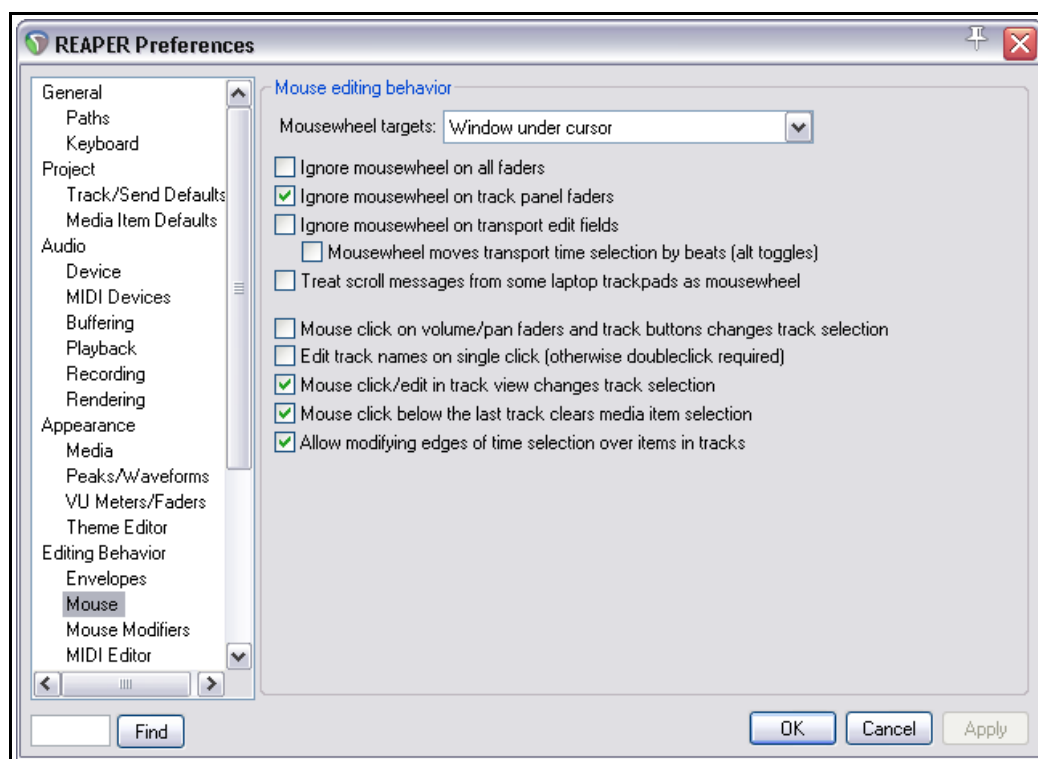 REAPER Preferences
General
Paths
Keyboard
Project
Track/Send Defaults
Media Item Defaults
Audio
Device
MIDI Devices
Buffering
Playback
Recording
Rendering
Appearance
Media
Peaks/Waveforms
VU Meters/Faders
Theme Editor
Editing Behavior
Envelopes
Mouse
Mouse Modifiers
MIDI Editor
Find
Mouse editing behavior
Mousewheel targets: Window under cursor
Ignore mousewheel on all faders
Ignore mousewheel on track panel faders
Ignore mousewheel on transport edit fields
Mousewheel moves transport time selection by beats (alt toggles)
Treat scroll messages from some laptop trackpads as mousewheel
Mouse click on volume/pan faders and track buttons changes track selection
Edit track names on single click (otherwise doubleclick required)
Mouse click/edit in track view changes track selection
Mouse click below the last track clears media item selection
Allow modifying edges of time selection over items in tracks
OK Cancel Apply